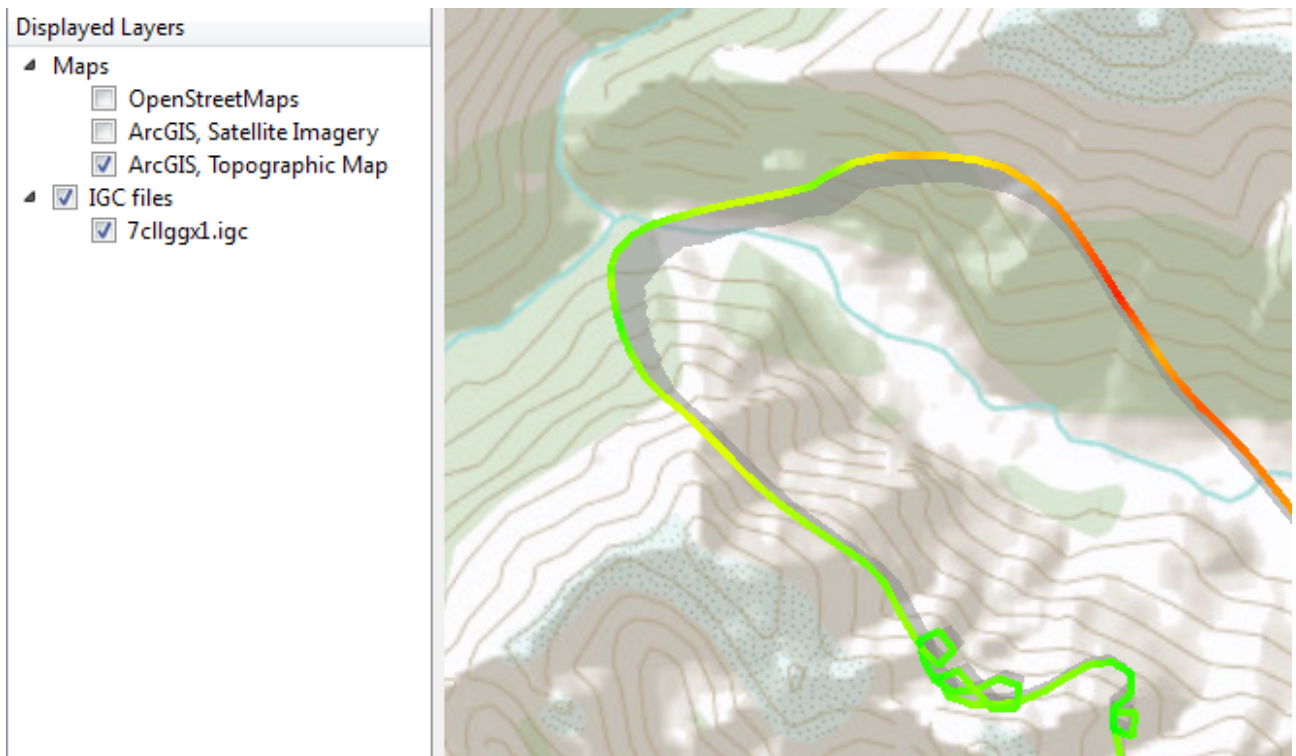 Displayed Layers
Maps
OpenStreetMaps
ArcGIS, Satellite Imagery
ArcGIS, Topographic Map
IGC files
7cllggx1.igc